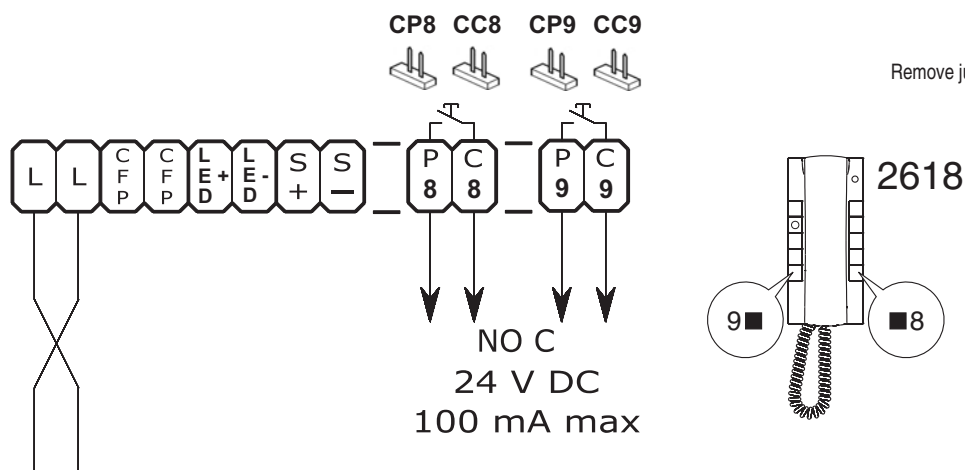 CP8 CC8 CP9 CC9
Remove
L L CFP CFP LED+ LED- S+ S− P8 C8 P9 C9
2618
9■ ■8
NO C
24 V DC
100 mA max